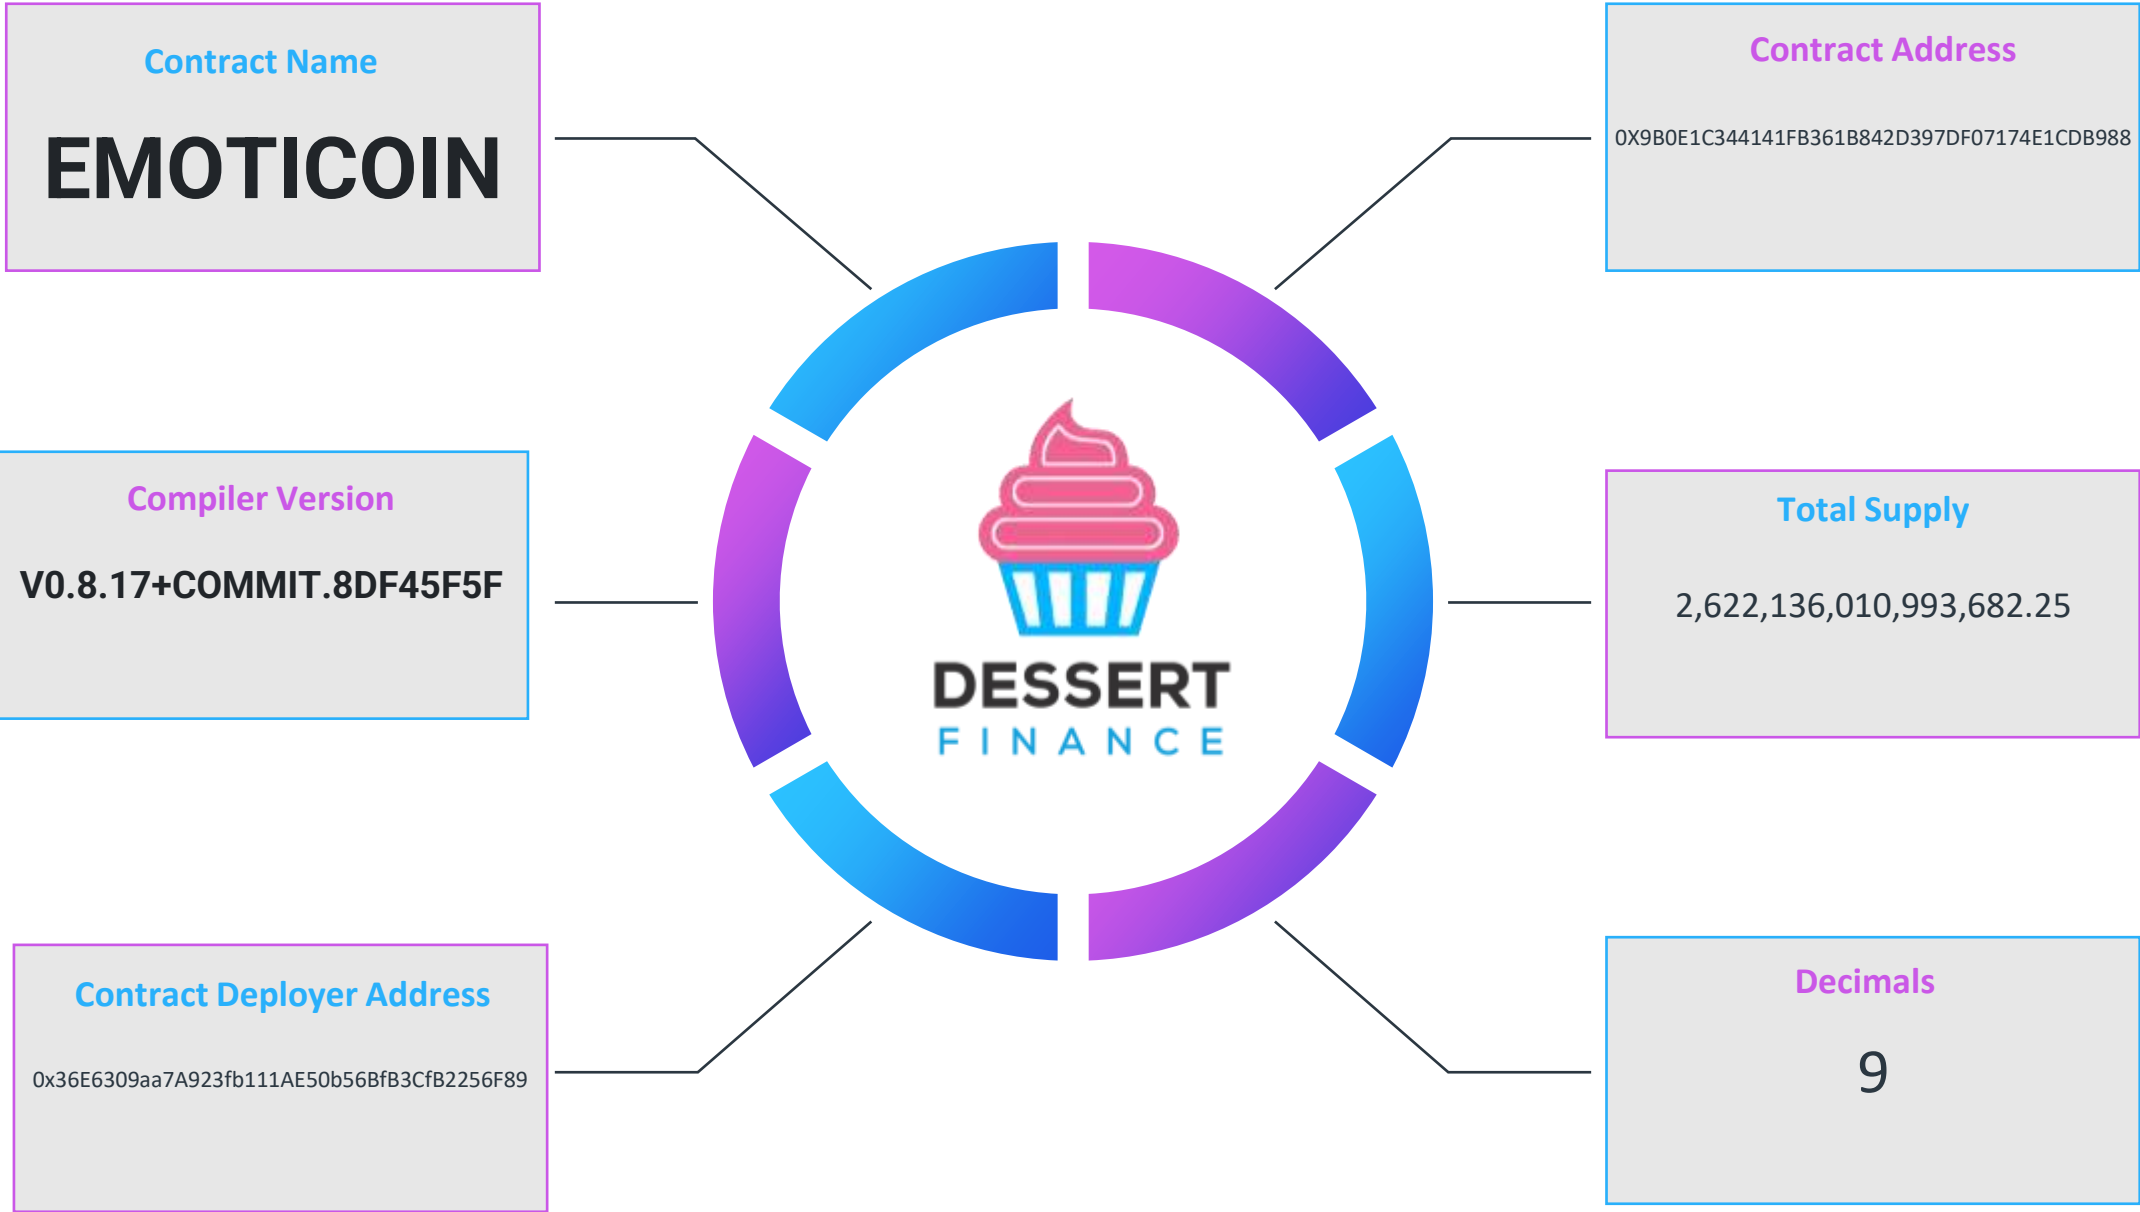 Contract Name
EMOTICOIN
Contract Address
0X9B0E1C344141FB361B842D397DF07174E1CDB988
Compiler Version
V0.8.17+COMMIT.8DF45F5F
DESSERT
FINANCE
Total Supply
2,622,136,010,993,682.25
Contract Deployer Address
0x36E6309aa7A923fb111AE50b56BfB3CfB2256F89
Decimals
9